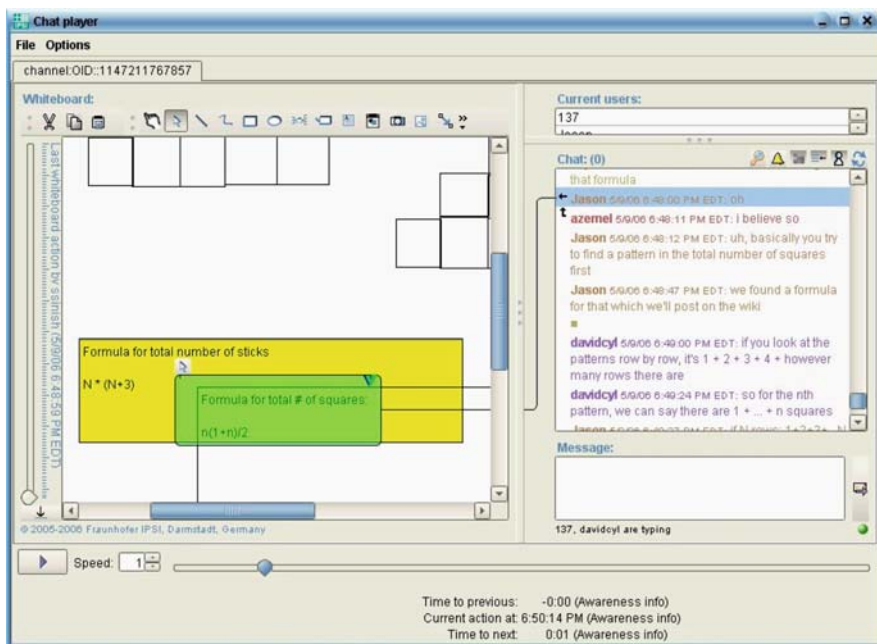 Chat player
File Options
channel:OID::1147211767857
Whiteboard:
Last whiteboard action by ssinish (5/9/06 6:48:59 PM EDT)
Formula for total number of sticks
N * (N+3)
Formula for total # of squares:
n(1+n)/2
© 2005-2006 Fraunhofer IPSI, Darmstadt, Germany
Current users:
137
Jason
Chat: (0)
that formula
Jason 5/9/06 6:48:00 PM EDT: oh
azemel 5/9/06 6:48:11 PM EDT: i believe so
Jason 5/9/06 6:48:12 PM EDT: uh, basically you try
to find a pattern in the total number of squares
first
Jason 5/9/06 6:48:47 PM EDT: we found a formula
for that which we'll post on the wiki
davidcyl 5/9/06 6:49:00 PM EDT: if you look at the
patterns row by row, it's 1 + 2 + 3 + 4 + however
many rows there are
davidcyl 5/9/06 6:49:24 PM EDT: so for the nth
pattern, we can say there are 1 + ... + n squares
Message:
137, davidcyl are typing
Speed: 1
Time to previous: -0:00 (Awareness info)
Current action at: 6:50:14 PM (Awareness info)
Time to next: 0:01 (Awareness info)